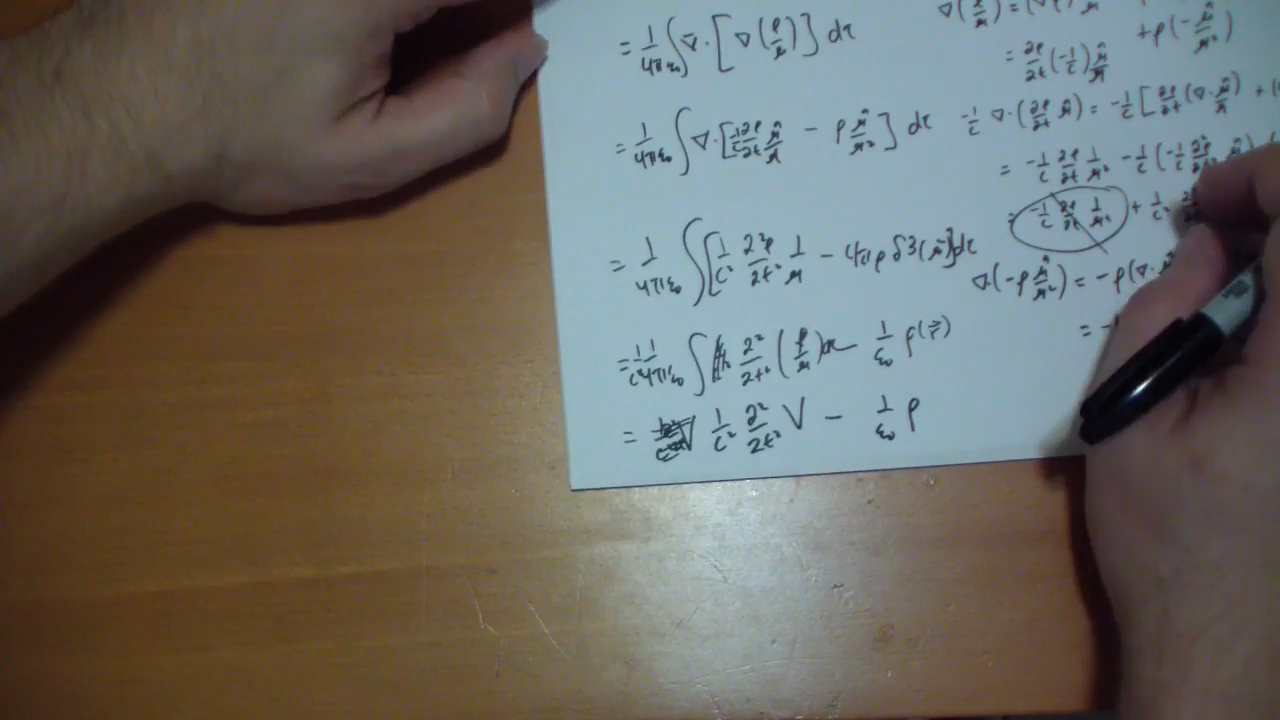 = 1/4πε₀ ∫ ∇·[∇(ρ/r)] dτ
= 1/4πε₀ ∫ ∇·[1/c ∂ρ/∂t r̂/r − ρ r̂/r²] dτ
= 1/4πε₀ ∫ [1/c² ∂²ρ/∂t² 1/r − 4πρ δ3(r)] dτ
= 1/c² 1/4πε₀ ∫ ∂²/∂t² (ρ/r) dτ − 1/ε₀ ρ(r⃗)
= 1/c² ∂²/∂t² V − 1/ε₀ ρ
+ρ(−r̂/r²)
= ∂ρ/∂t (−1/c) r̂/r
−1/c ∇·(∂ρ/∂t r̂/r) = −1/c [∂ρ/∂t (∇·r̂/r) +
= −1/c ∂ρ/∂t 1/r² − 1/c (−1/c ∂²ρ/∂t²
= −1/c ∂ρ/∂t 1/r² + 1/c²
∇·(−ρ r̂/r²) = −ρ(∇·
= −